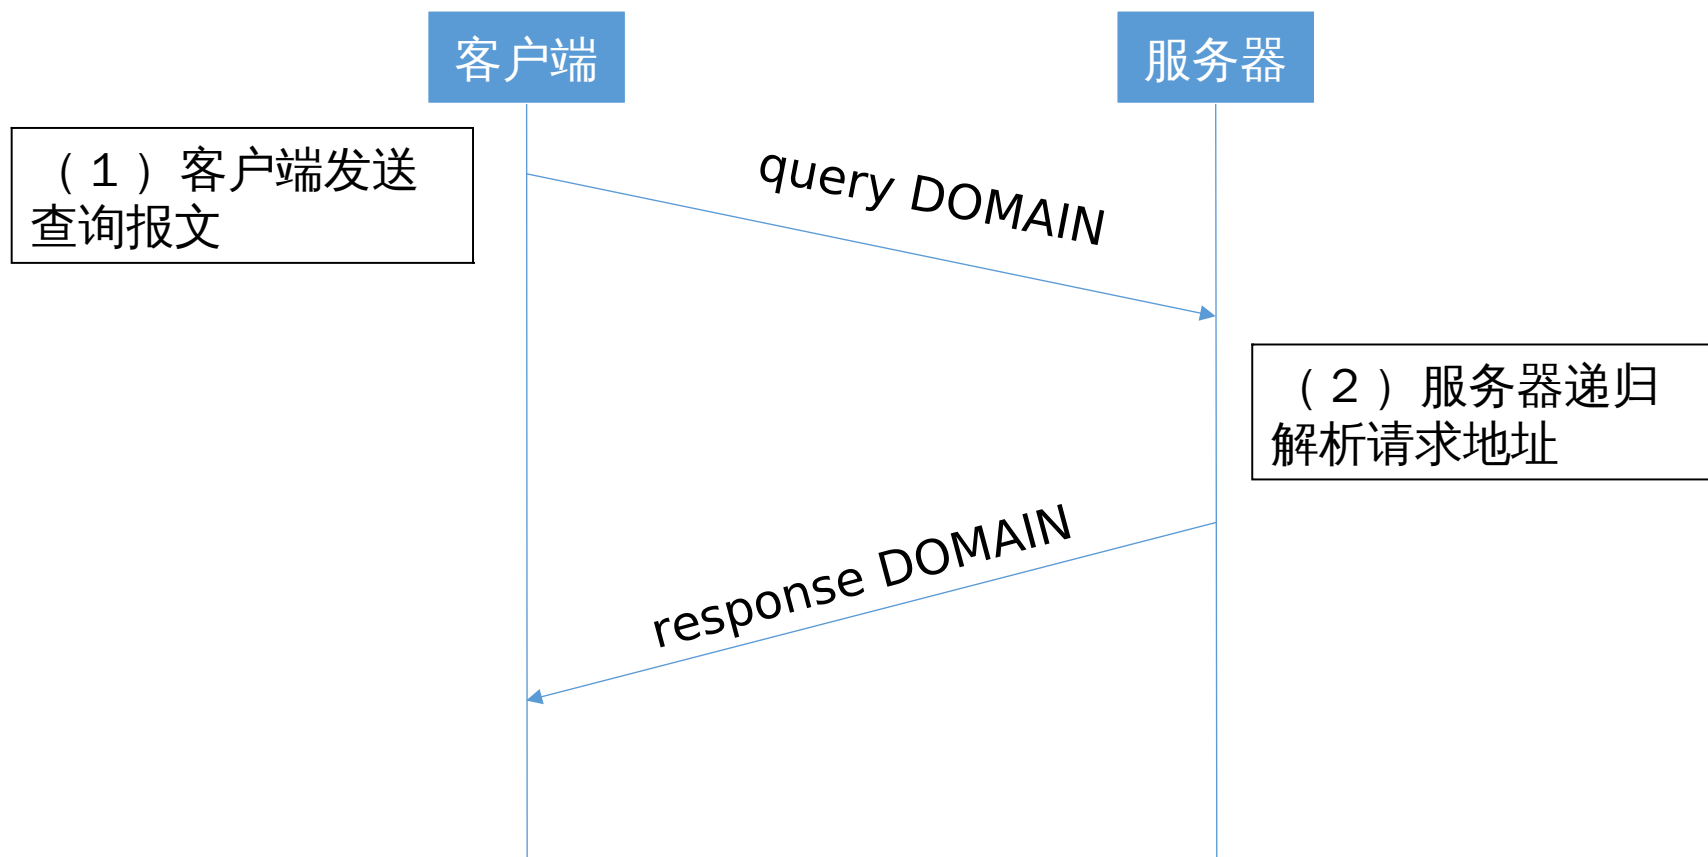 客户端
服务器
（１）客户端发送
查询报文
query DOMAIN
（２）服务器递归
解析请求地址
response DOMAIN